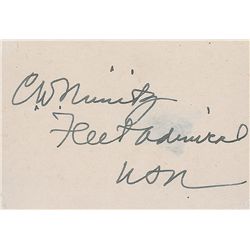 C.W. Nimitz
Fleet Admiral
USN